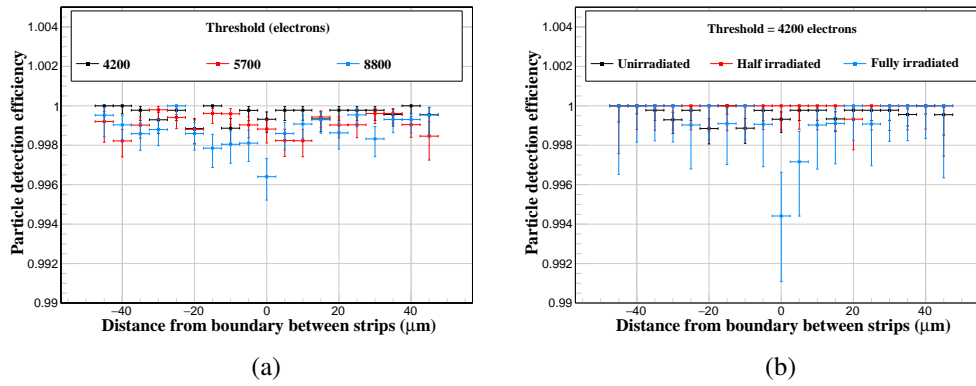 Threshold (electrons)
4200 5700 8800
Particle detection efficiency
1.004
1.002
1
0.998
0.996
0.994
0.992
0.99
−40 −20 0 20 40
Distance from boundary between strips (μm)
(a)
Threshold = 4200 electrons
Unirradiated Half irradiated Fully irradiated
Particle detection efficiency
1.004
1.002
1
0.998
0.996
0.994
0.992
0.99
−40 −20 0 20 40
Distance from boundary between strips (μm)
(b)